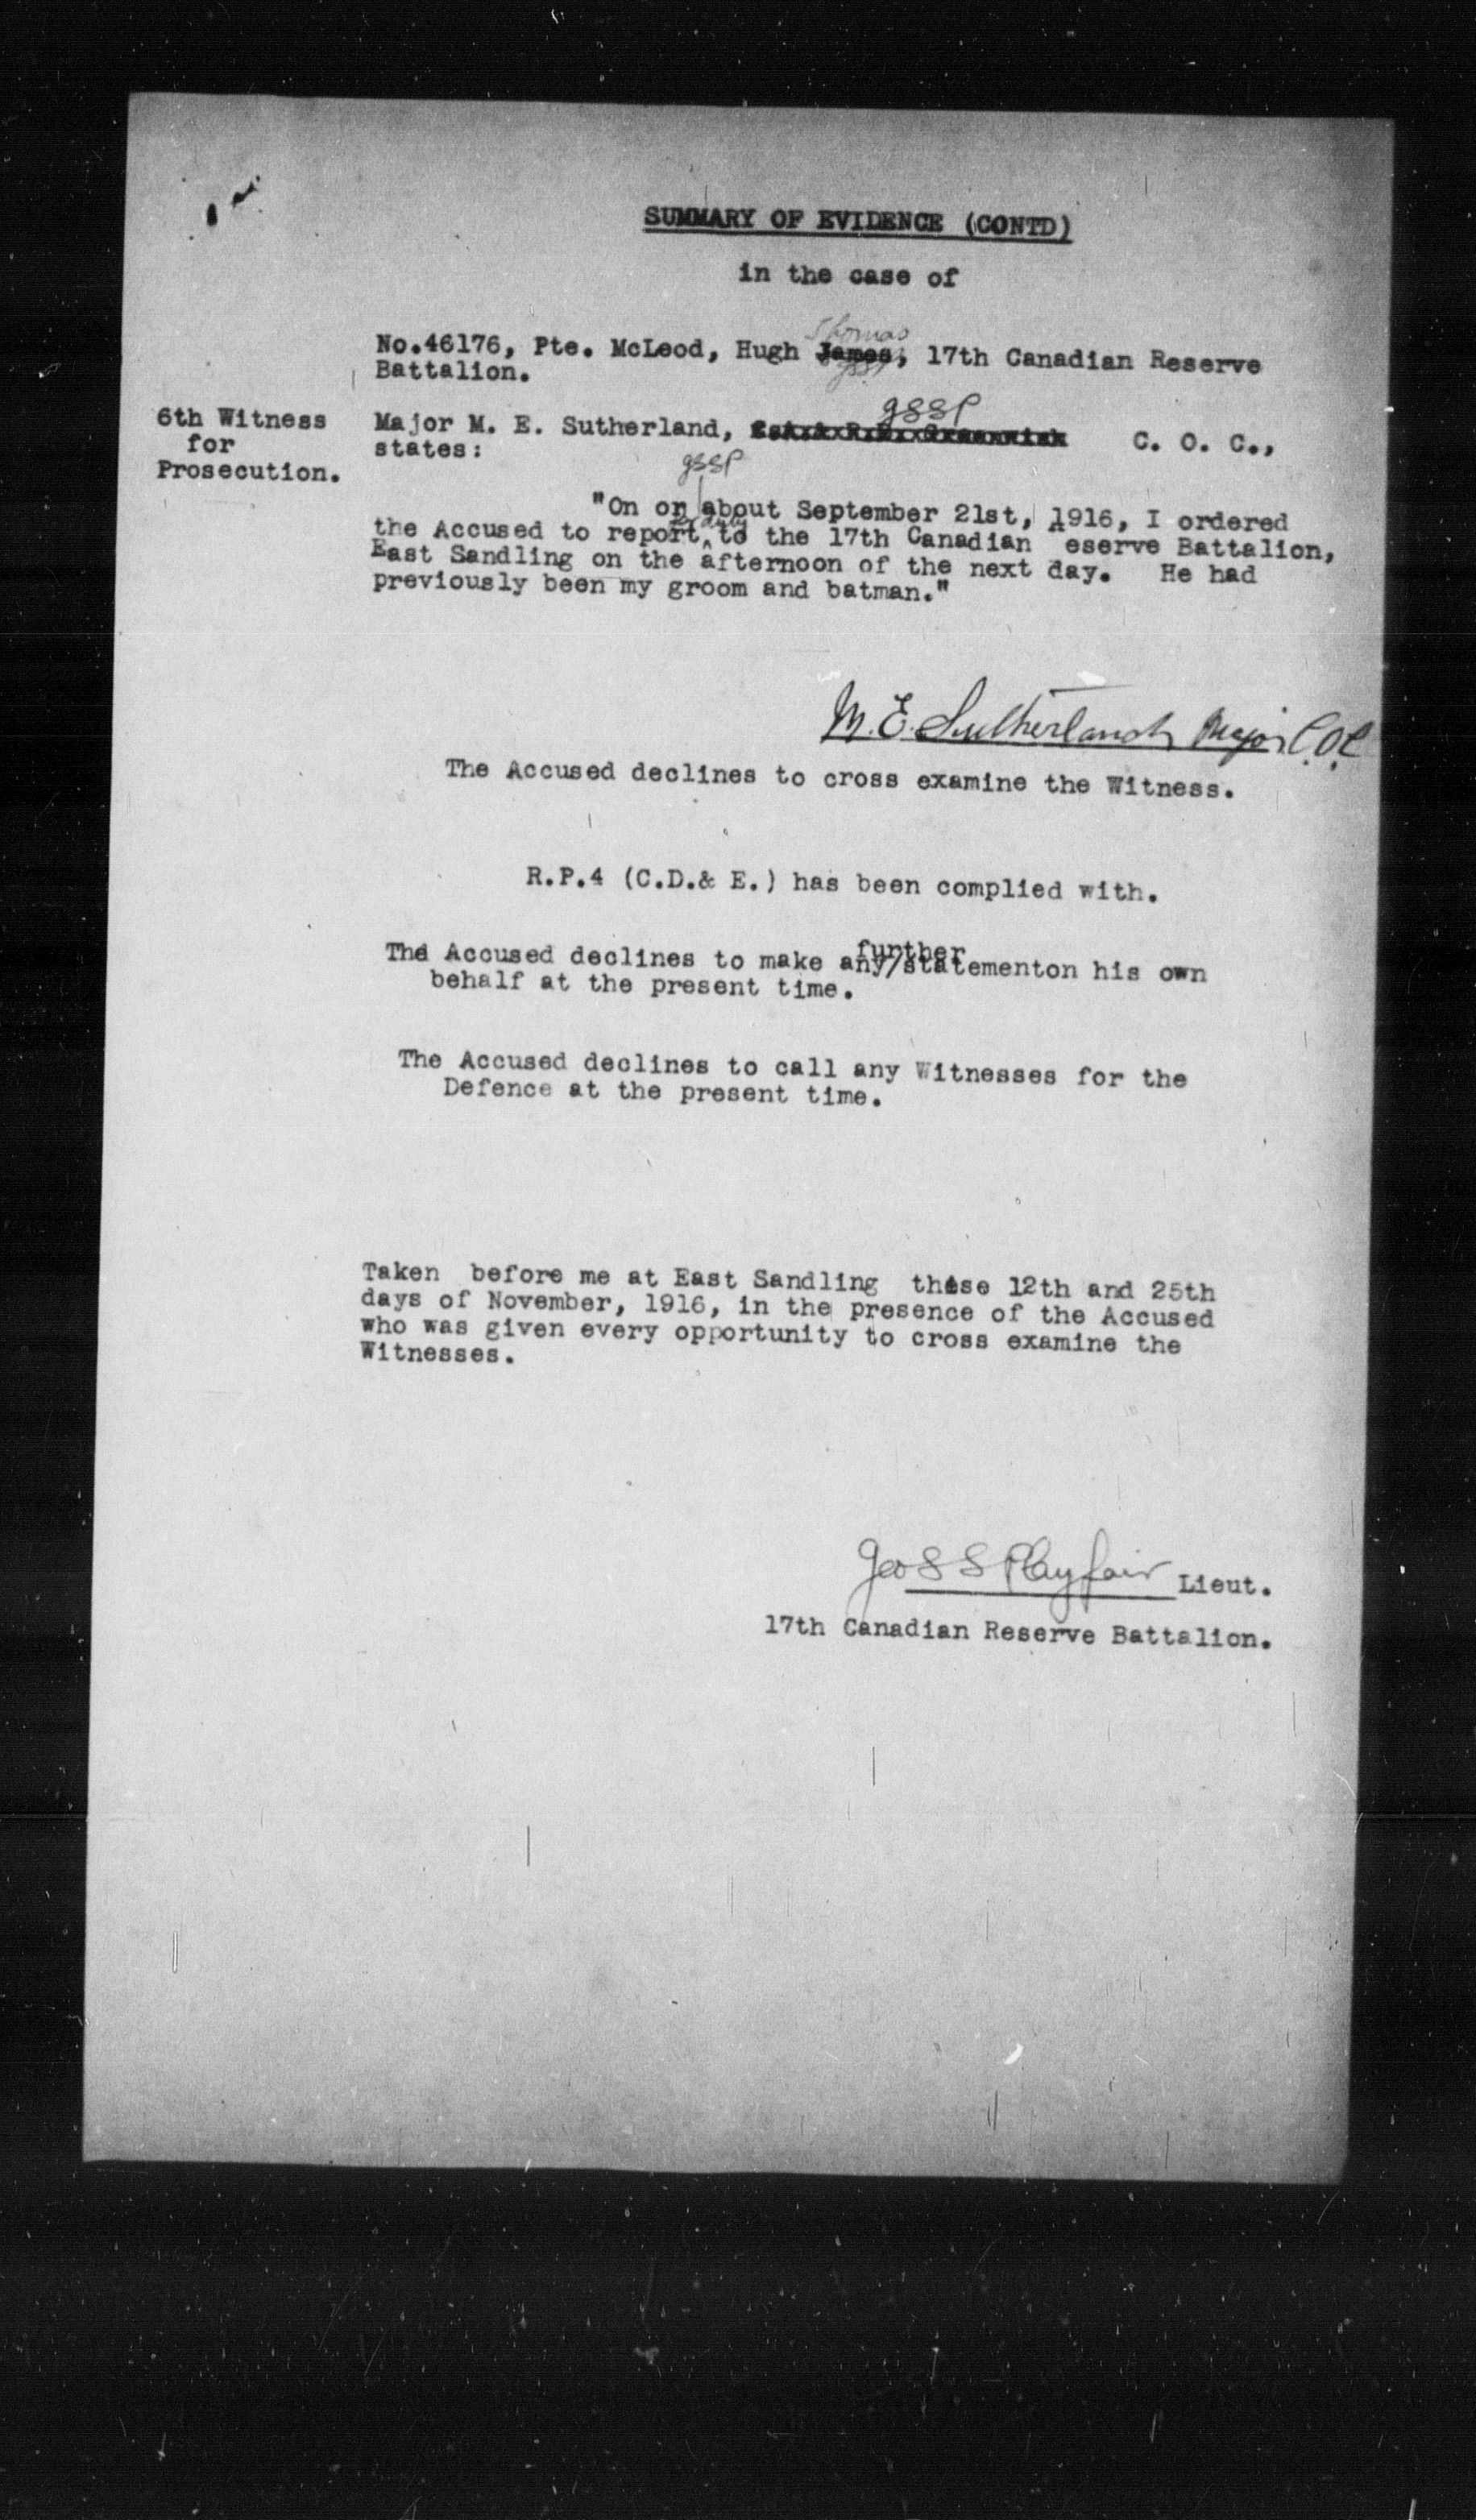 SUMMARY OF EVIDENCE (CONTD)
in the case of
Thomas
No.46176, Pte. McLeod, Hugh James, 17th Canadian Reserve
Battalion.
gssp
gSSP
6th Witness
for
Prosecution.
Major M. E. Sutherland, C. O. C.,
states:
gssP
"On or about September 21st, 1916, I ordered
for duty
the Accused to report to the 17th Canadian eserve Battalion,
East Sandling on the afternoon of the next day. He had
previously been my groom and batman."
M.E. Sutherland Major C.O.C
The Accused declines to cross examine the Witness.
R.P.4 (C.D.& E.) has been complied with.
further
The Accused declines to make any/statementon his own
behalf at the present time.
The Accused declines to call any Witnesses for the
Defence at the present time.
Taken before me at East Sandling these 12th and 25th
days of November, 1916, in the presence of the Accused
who was given every opportunity to cross examine the
Witnesses.
Geo S S Playfair Lieut.
17th Canadian Reserve Battalion.